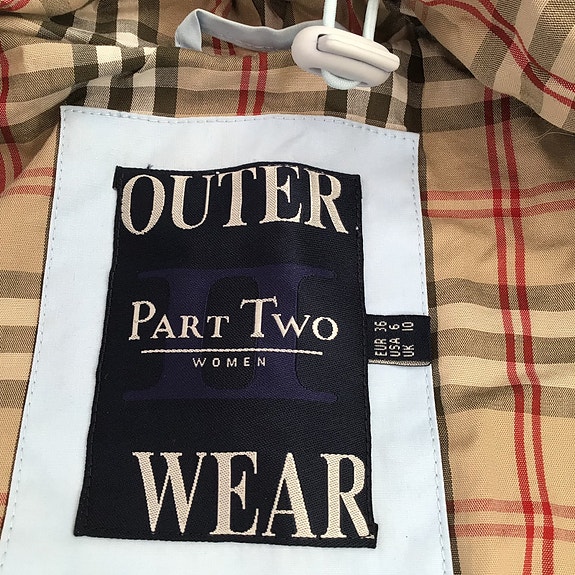 OUTER
PART TWO
WOMEN
WEAR
EUR 36
USA 6
UK 10